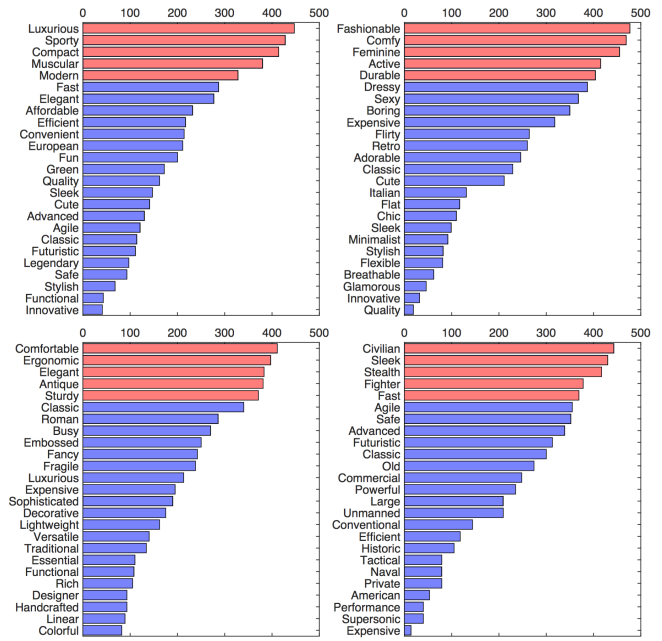 0 100 200 300 400 500
Luxurious
Sporty
Compact
Muscular
Modern
Fast
Elegant
Affordable
Efficient
Convenient
European
Fun
Green
Quality
Sleek
Cute
Advanced
Agile
Classic
Futuristic
Legendary
Safe
Stylish
Functional
Innovative
0 100 200 300 400 500
Fashionable
Comfy
Feminine
Active
Durable
Dressy
Sexy
Boring
Expensive
Flirty
Retro
Adorable
Classic
Cute
Italian
Flat
Chic
Sleek
Minimalist
Stylish
Flexible
Breathable
Glamorous
Innovative
Quality
0 100 200 300 400 500
Comfortable
Ergonomic
Elegant
Antique
Sturdy
Classic
Roman
Busy
Embossed
Fancy
Fragile
Luxurious
Expensive
Sophisticated
Decorative
Lightweight
Versatile
Traditional
Essential
Functional
Rich
Designer
Handcrafted
Linear
Colorful
0 100 200 300 400 500
Civilian
Sleek
Stealth
Fighter
Fast
Agile
Safe
Advanced
Futuristic
Classic
Old
Commercial
Powerful
Large
Unmanned
Conventional
Efficient
Historic
Tactical
Naval
Private
American
Performance
Supersonic
Expensive